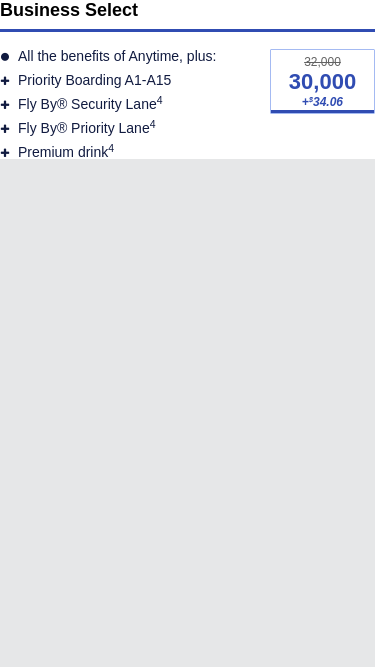 Business Select
All the benefits of Anytime, plus:
Priority Boarding A1-A15
Fly By® Security Lane4
Fly By® Priority Lane4
Premium drink4
32,000
30,000
+$34.06